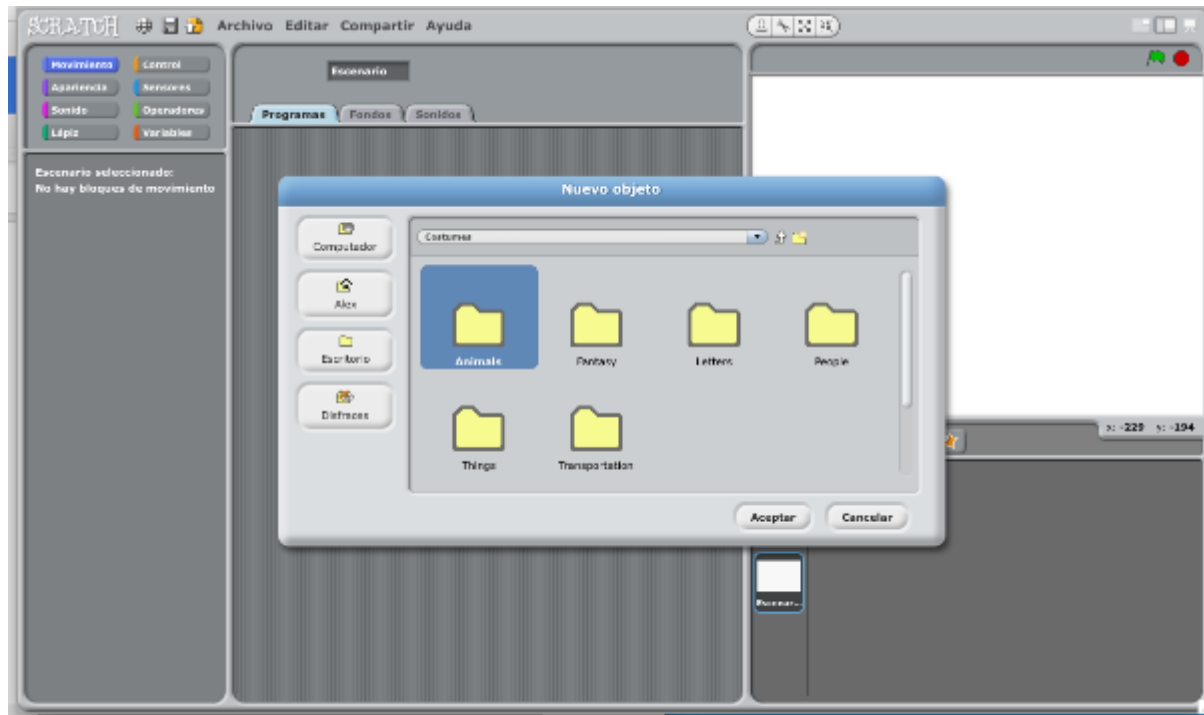 SCRATCH Archivo Editar Compartir Ayuda
Movimiento Control
Apariencia Sensores
Sonido Operadores
Lápiz Variables
Escenario
Programas Fondos Sonidos
Escenario seleccionado:
No hay bloques de movimiento
Nuevo objeto
Computador
Alex
Escritorio
Disfraces
Costumes
Animals Fantasy Letters People
Things Transportation
Aceptar Cancelar
x: -229 y: -194
Escenar...